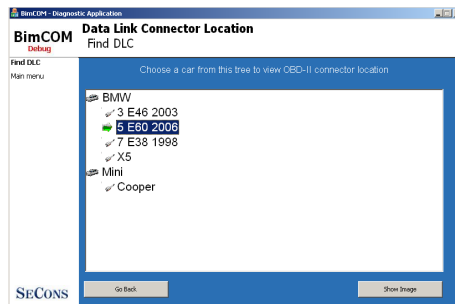 BimCOM - Diagnostic Application
BimCOM
Debug
Data Link Connector Location
Find DLC
Find DLC
Main menu
Choose a car from this tree to view OBD-II connector location
BMW
3 E46 2003
5 E60 2006
7 E38 1998
X5
Mini
Cooper
SECONS
Go Back
Show Image